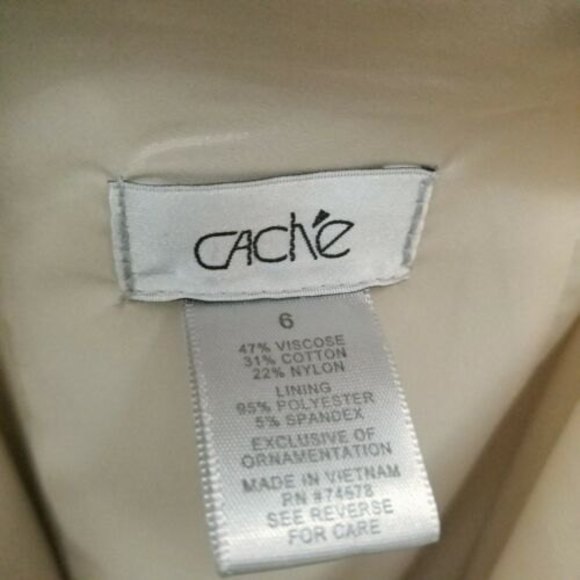 CACHÉ
6
47% VISCOSE
31% COTTON
22% NYLON
LINING
95% POLYESTER
5% SPANDEX
EXCLUSIVE OF
ORNAMENTATION
MADE IN VIETNAM
RN #74678
SEE REVERSE
FOR CARE